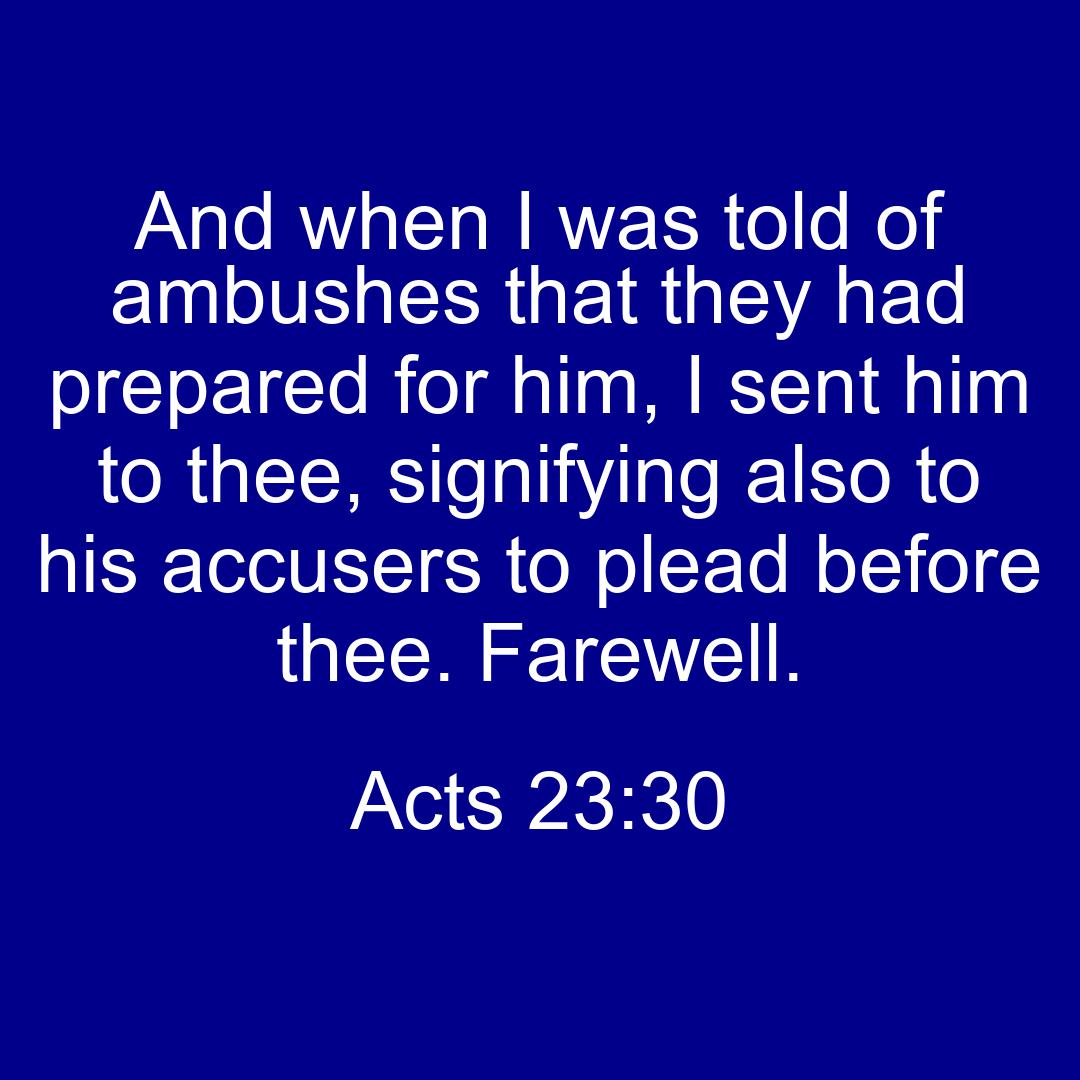 And when I was told of
ambushes that they had
prepared for him, I sent him
to thee, signifying also to
his accusers to plead before
thee. Farewell.
Acts 23:30